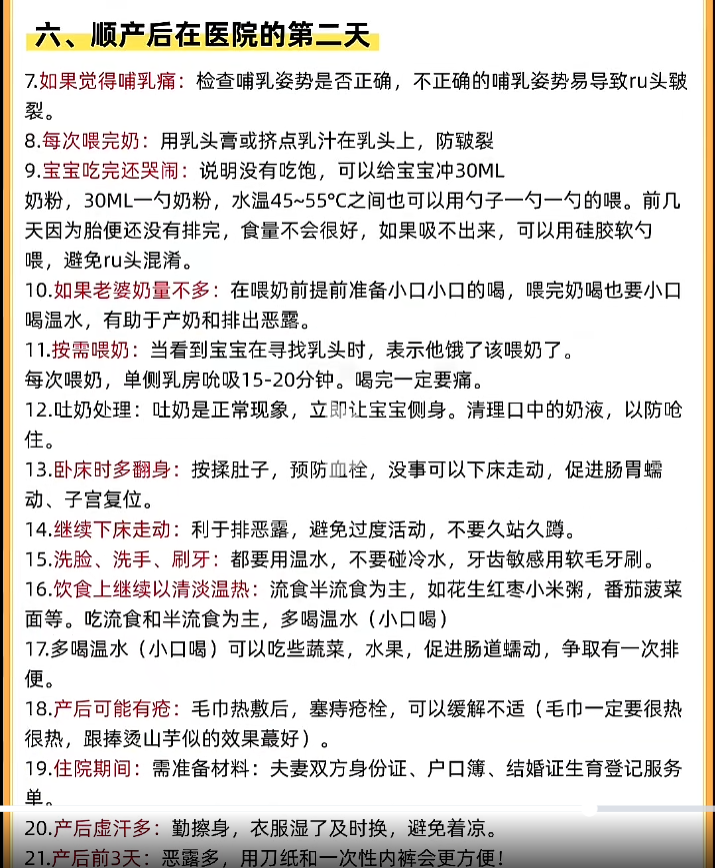 六、顺产后在医院的第二天
7.如果觉得哺乳痛：检查哺乳姿势是否正确，不正确的哺乳姿势易导致ru头皲
裂。
8.每次喂完奶：用乳头膏或挤点乳汁在乳头上，防皲裂
9.宝宝吃完还哭闹：说明没有吃饱，可以给宝宝冲30ML
奶粉，30ML一勺奶粉，水温45~55°C之间也可以用勺子一勺一勺的喂。前几
天因为胎便还没有排完，食量不会很好，如果吸不出来，可以用硅胶软勺
喂，避免ru头混淆。
10.如果老婆奶量不多：在喂奶前提前准备小口小口的喝，喂完奶喝也要小口
喝温水，有助于产奶和排出恶露。
11.按需喂奶：当看到宝宝在寻找乳头时，表示他饿了该喂奶了。
每次喂奶，单侧乳房吮吸15-20分钟。喝完一定要痛。
12.吐奶处理：吐奶是正常现象，立即让宝宝侧身。清理口中的奶液，以防呛
住。
13.卧床时多翻身：按揉肚子，预防血栓，没事可以下床走动，促进肠胃蠕
动、子宫复位。
14.继续下床走动：利于排恶露，避免过度活动，不要久站久蹲。
15.洗脸、洗手、刷牙：都要用温水，不要碰冷水，牙齿敏感用软毛牙刷。
16.饮食上继续以清淡温热：流食半流食为主，如花生红枣小米粥，番茄菠菜
面等。吃流食和半流食为主，多喝温水（小口喝）
17.多喝温水（小口喝）可以吃些蔬菜，水果，促进肠道蠕动，争取有一次排
便。
18.产后可能有疮：毛巾热敷后，塞痔疮栓，可以缓解不适（毛巾一定要很热
很热，跟捧烫山芋似的效果蕞好）。
19.住院期间：需准备材料：夫妻双方身份证、户口簿、结婚证生育登记服务
单。
20.产后虚汗多：勤擦身，衣服湿了及时换，避免着凉。
21.产后前3天：恶露多，用刀纸和一次性内裤会更方便！